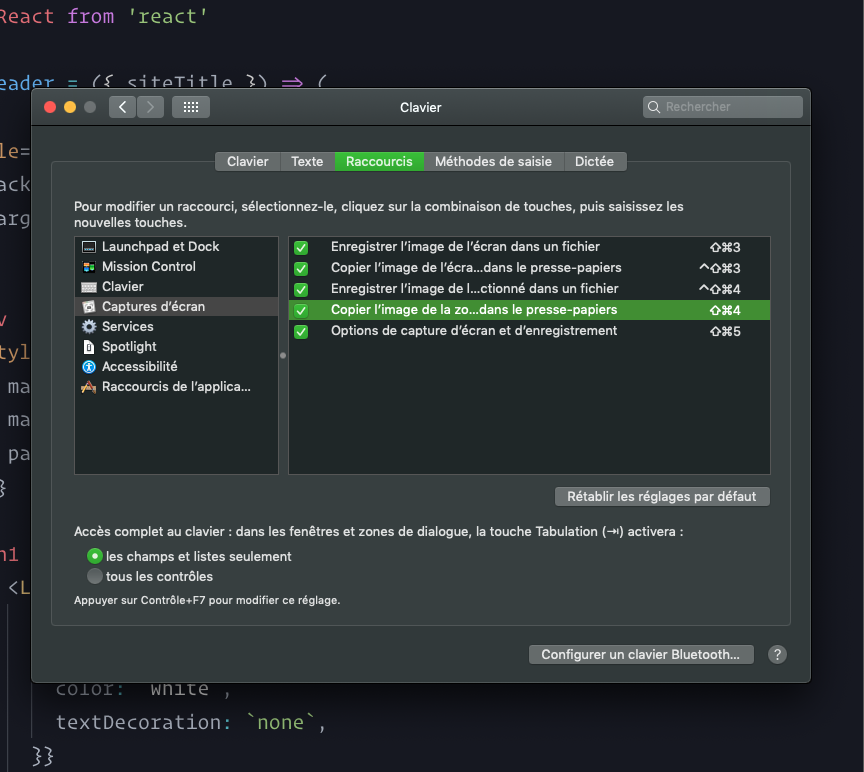 React from 'react'
eader = ({ siteTitle }) => (
Clavier
Rechercher
le=
Clavier Texte Raccourcis Méthodes de saisie Dictée
ack
arg
Pour modifier un raccourci, sélectionnez-le, cliquez sur la combinaison de touches, puis saisissez les
nouvelles touches.
Launchpad et Dock
Mission Control
Clavier
Captures d’écran
Services
Spotlight
Accessibilité
Raccourcis de l’applica...
Enregistrer l’image de l’écran dans un fichier ⇧⌘3
Copier l’image de l’écra...dans le presse-papiers ^⇧⌘3
Enregistrer l’image de l...ctionné dans un fichier ^⇧⌘4
Copier l’image de la zo...dans le presse-papiers ⇧⌘4
Options de capture d’écran et d’enregistrement ⇧⌘5
v
tyl
ma
ma
pa
}
Rétablir les réglages par défaut
Accès complet au clavier : dans les fenêtres et zones de dialogue, la touche Tabulation (⇥) activera :
les champs et listes seulement
tous les contrôles
Appuyer sur Contrôle+F7 pour modifier ce réglage.
h1
<L
Configurer un clavier Bluetooth...
?
color: `white`,
textDecoration: `none`,
}}